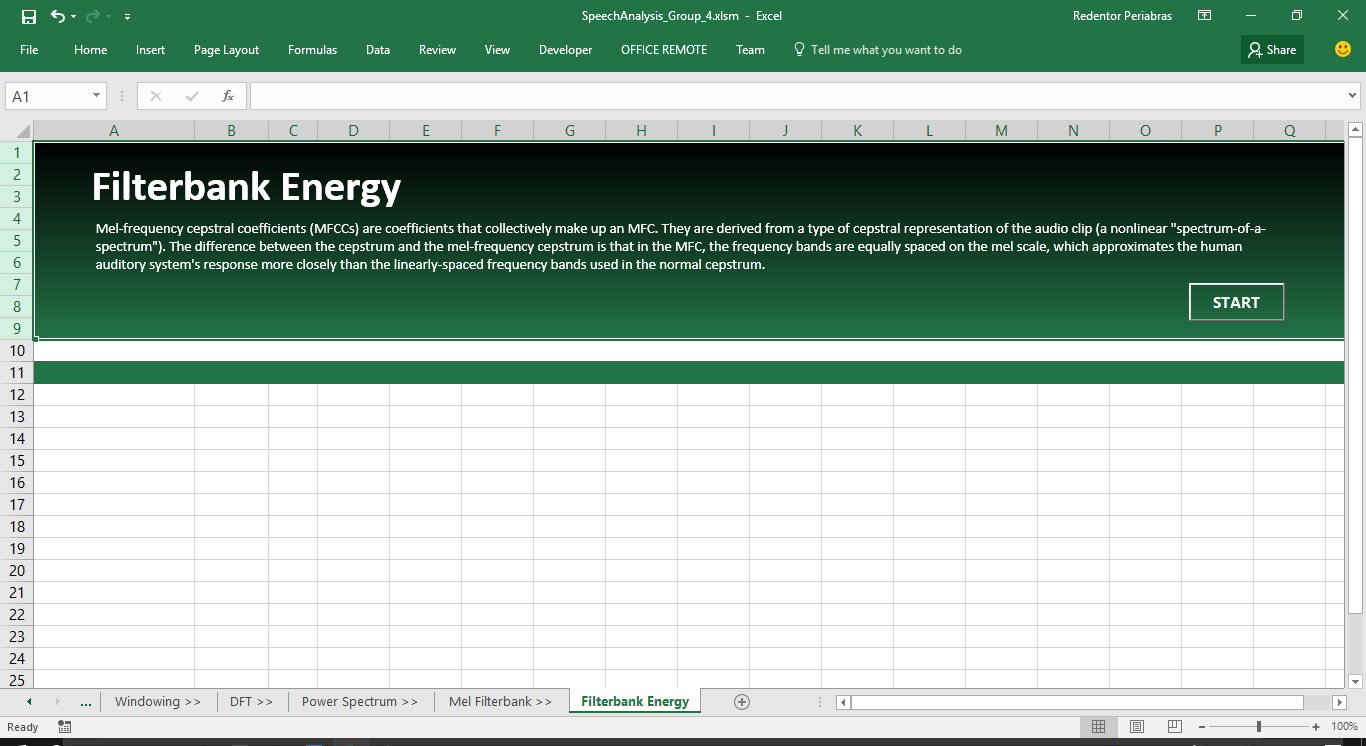 SpeechAnalysis_Group_4.xlsm - Excel
Redentor Periabras
File Home Insert Page Layout Formulas Data Review View Developer OFFICE REMOTE Team Tell me what you want to do Share
A1 fx
A B C D E F G H I J K L M N O P Q
1
2
3
4
5
6
7
8
9
10
11
12
13
14
15
16
17
18
19
20
21
22
23
24
25
Filterbank Energy
Mel-frequency cepstral coefficients (MFCCs) are coefficients that collectively make up an MFC. They are derived from a type of cepstral representation of the audio clip (a nonlinear "spectrum-of-a-
spectrum"). The difference between the cepstrum and the mel-frequency cepstrum is that in the MFC, the frequency bands are equally spaced on the mel scale, which approximates the human
auditory system's response more closely than the linearly-spaced frequency bands used in the normal cepstrum.
START
... Windowing >> DFT >> Power Spectrum >> Mel Filterbank >> Filterbank Energy
Ready 100%